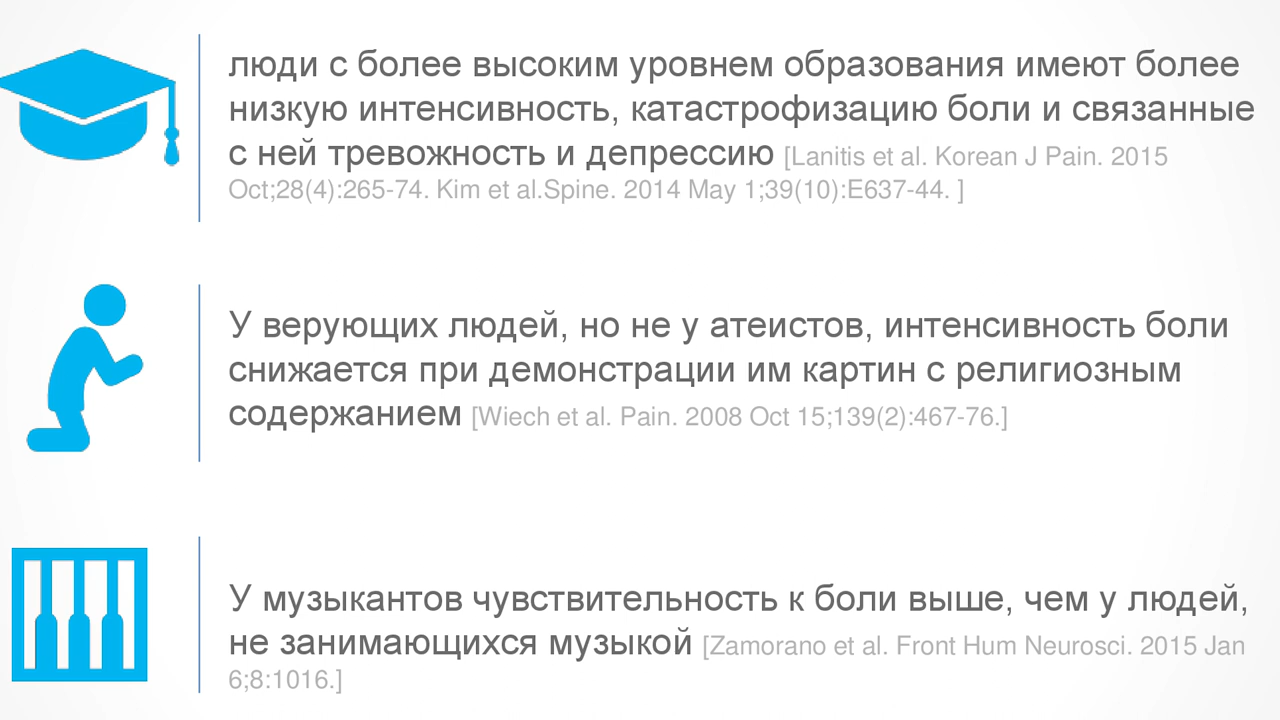 люди с более высоким уровнем образования имеют более
низкую интенсивность, катастрофизацию боли и связанные
с ней тревожность и депрессию [Lanitis et al. Korean J Pain. 2015
Oct;28(4):265-74. Kim et al.Spine. 2014 May 1;39(10):E637-44. ]
У верующих людей, но не у атеистов, интенсивность боли
снижается при демонстрации им картин с религиозным
содержанием [Wiech et al. Pain. 2008 Oct 15;139(2):467-76.]
У музыкантов чувствительность к боли выше, чем у людей,
не занимающихся музыкой [Zamorano et al. Front Hum Neurosci. 2015 Jan
6;8:1016.]